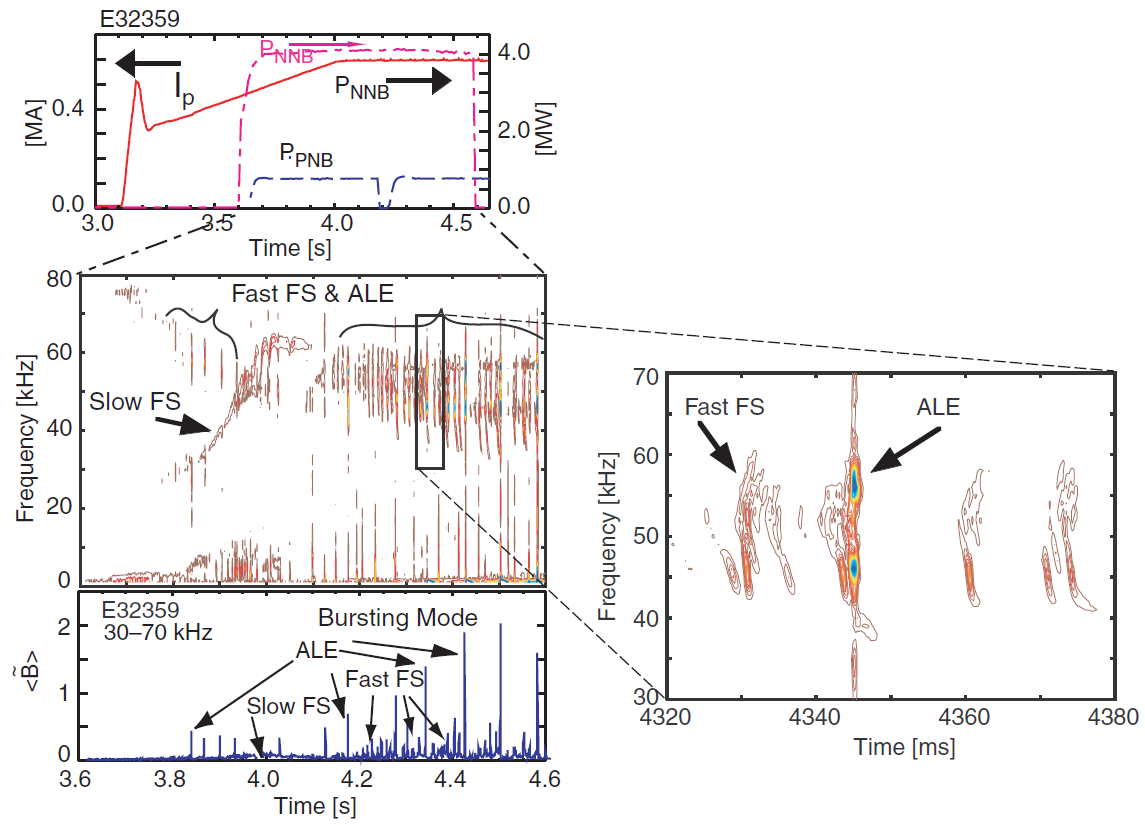 E32359
P_NNB
I_p
P_NNB
P_PNB
[MA]
0.4
0.0
4.0
2.0
0.0
[MW]
3.0 3.5 4.0 4.5
Time [s]
80
60
40
20
0
Frequency [kHz]
Fast FS & ALE
Slow FS
E32359
30–70 kHz
Bursting Mode
ALE
Fast FS
Slow FS
<B̃>
2
1
0
3.6 3.8 4.0 4.2 4.4 4.6
Time [s]
70
60
50
40
30
Frequency [kHz]
Fast FS
ALE
4320 4340 4360 4380
Time [ms]